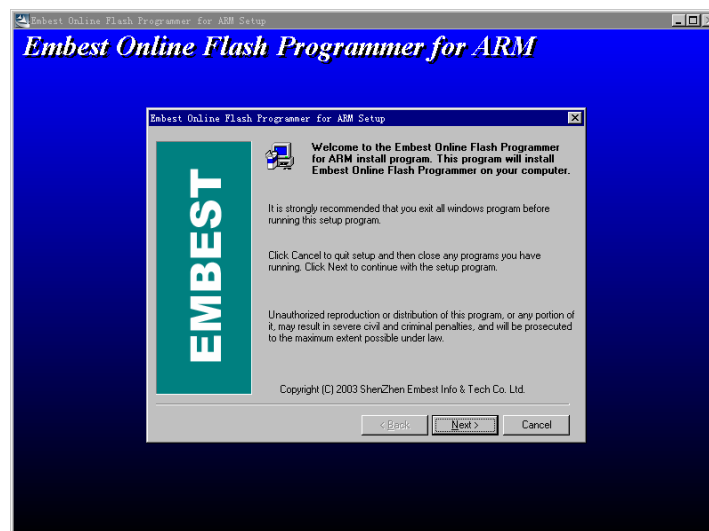 Embest Online Flash Programmer for ARM Setup
Embest Online Flash Programmer for ARM
Embest Online Flash Programmer for ARM Setup
EMBEST
Welcome to the Embest Online Flash Programmer
for ARM install program. This program will install
Embest Online Flash Programmer on your computer.
It is strongly recommended that you exit all windows program before
running this setup program.
Click Cancel to quit setup and then close any programs you have
running. Click Next to continue with the setup program.
Unauthorized reproduction or distribution of this program, or any portion of
it, may result in severe civil and criminal penalties, and will be prosecuted
to the maximum extent possible under law.
Copyright (C) 2003 ShenZhen Embest Info & Tech Co. Ltd.
< Back
Next >
Cancel